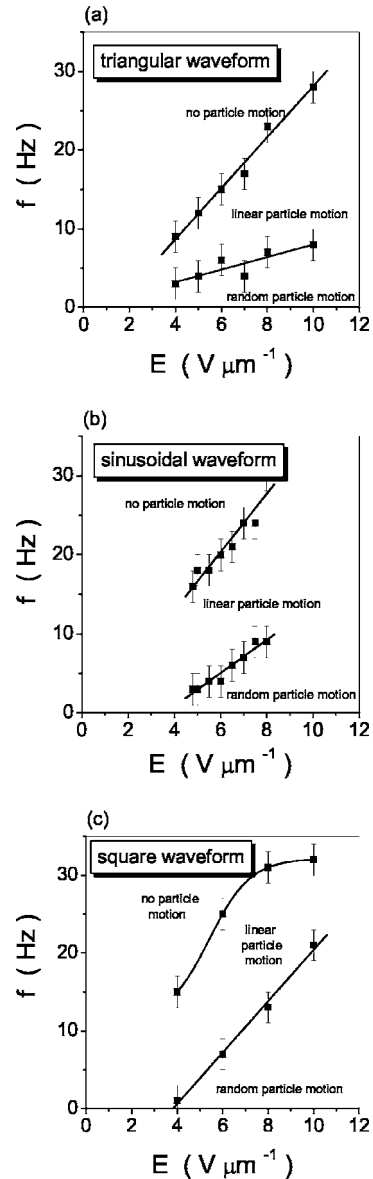 (a)
triangular waveform
30
20
10
0
f ( Hz )
no particle motion
linear particle motion
random particle motion
0 2 4 6 8 10 12
E ( V μm -1 )
(b)
sinusoidal waveform
30
20
10
0
f ( Hz )
no particle motion
linear particle motion
random particle motion
0 2 4 6 8 10 12
E ( V μm -1 )
(c)
square waveform
30
20
10
0
f ( Hz )
no particle
motion
linear
particle
motion
random particle motion
0 2 4 6 8 10 12
E ( V μm -1 )